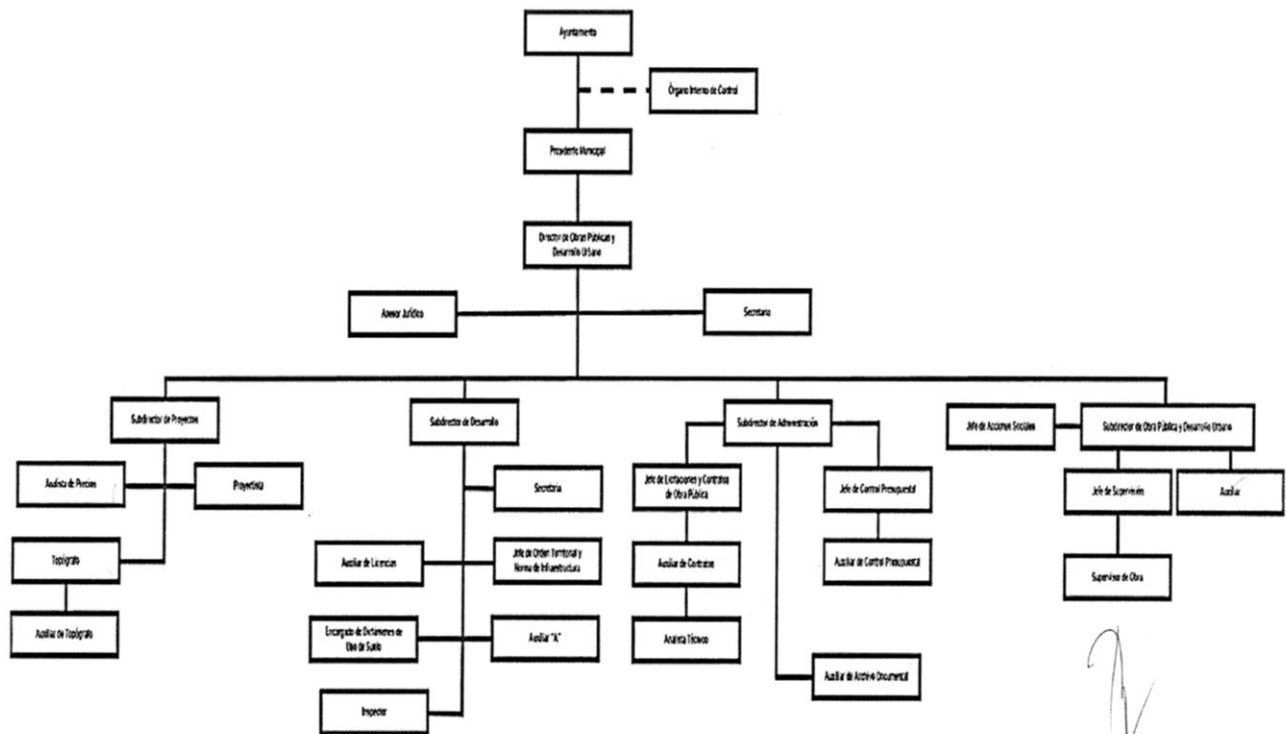 Ayuntamiento
Órgano Interno de Control
Presidente Municipal
Director de Obras Públicas y
Desarrollo Urbano
Asesor Jurídico
Secretaria
Subdirector de Proyectos
Subdirector de Desarrollo
Subdirector de Administración
Jefe de Acciones Sociales
Subdirector de Obra Pública y Desarrollo Urbano
Analista de Precios
Proyectista
Secretaria
Jefe de Licitaciones y Contratos
de Obra Pública
Jefe de Control Presupuestal
Jefe de Supervisión
Auxiliar
Topógrafo
Auxiliar de Licencias
Jefe de Orden Territorial y
Norma de Infraestructura
Auxiliar de Contratos
Auxiliar de Control Presupuestal
Supervisor de Obra
Auxiliar de Topógrafo
Encargado de Dictamenes de
Uso de Suelo
Auxiliar "A"
Analista Técnico
Auxiliar de Archivo Documental
Inspector